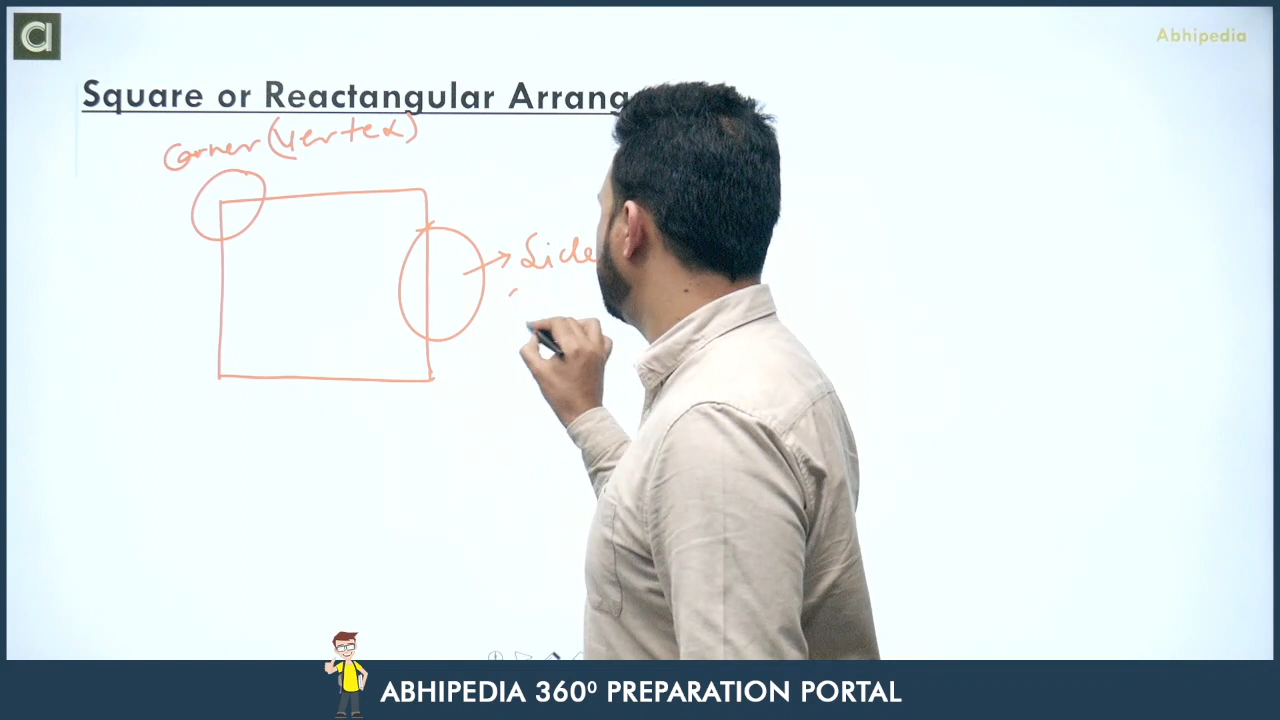 Abhipedia
Square or Reactangular Arrang
Corner (Vertex)
Side
ABHIPEDIA 360⁰ PREPARATION PORTAL